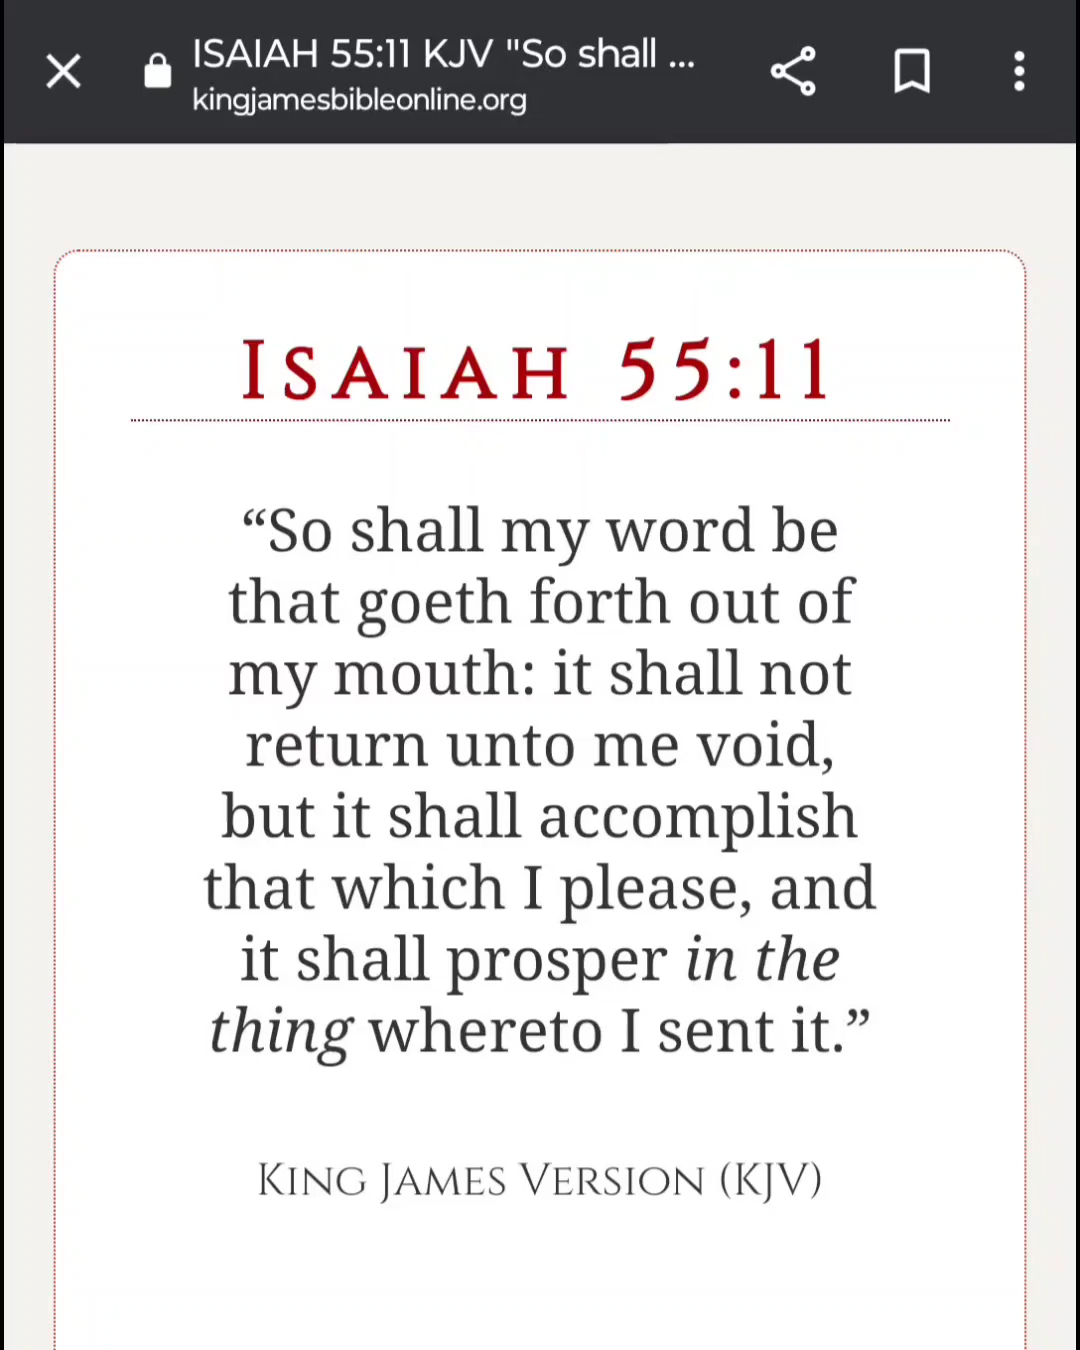 ISAIAH 55:11 KJV "So shall ...
kingjamesbibleonline.org
ISAIAH 55:11
“So shall my word be
that goeth forth out of
my mouth: it shall not
return unto me void,
but it shall accomplish
that which I please, and
it shall prosper in the
thing whereto I sent it.”
KING JAMES VERSION (KJV)